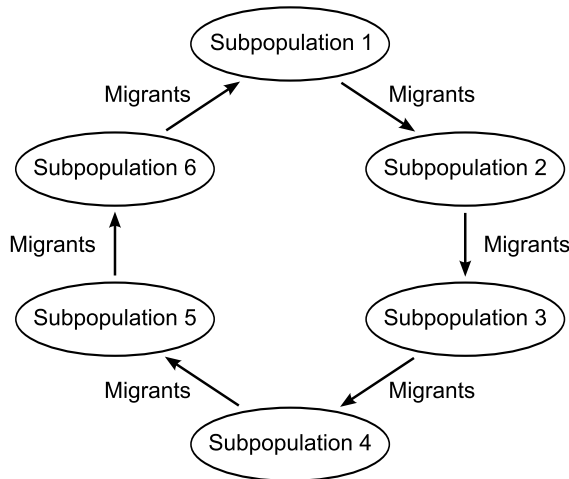 Subpopulation 1
Migrants
Migrants
Subpopulation 6
Subpopulation 2
Migrants
Migrants
Subpopulation 5
Subpopulation 3
Migrants
Migrants
Subpopulation 4